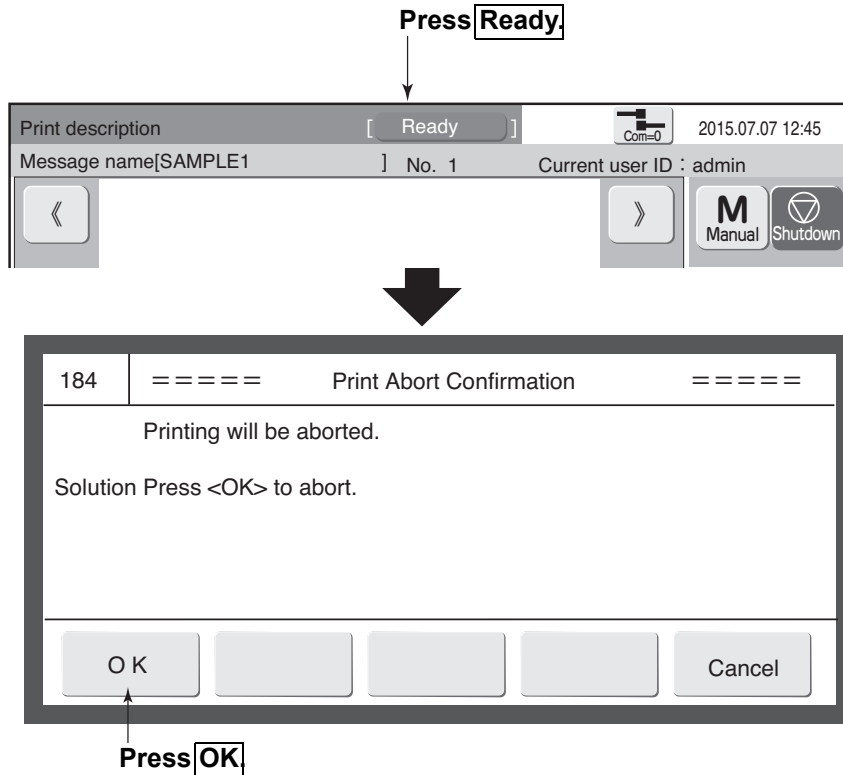 Press Ready.
Print description [ Ready ] Com=0 2015.07.07 12:45
Message name[SAMPLE1 ] No. 1 Current user ID : admin
《 》 M Manual Shutdown
184 ===== Print Abort Confirmation =====
Printing will be aborted.
Solution Press <OK> to abort.
O K Cancel
Press OK.